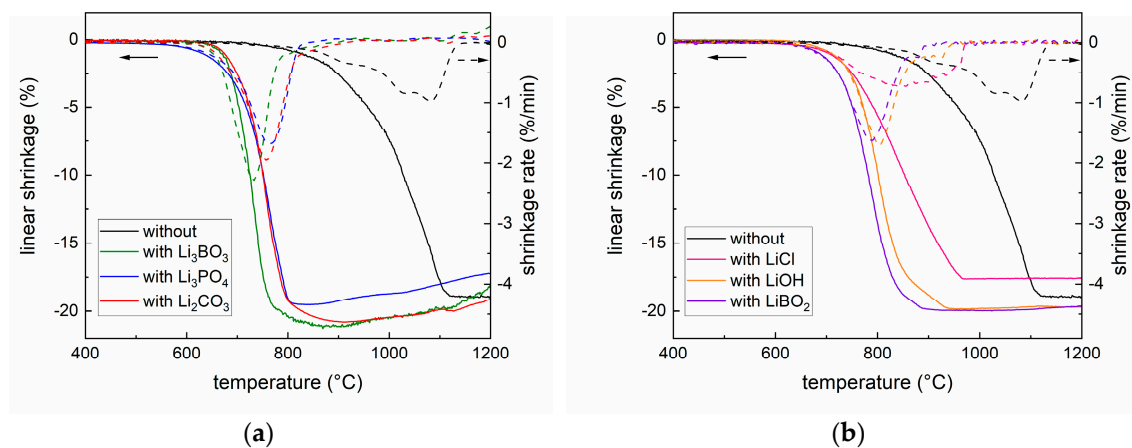 0
-5
-10
-15
-20
linear shrinkage (%)
0
-1
-2
-3
-4
shrinkage rate (%/min)
without
with Li₃BO₃
with Li₃PO₄
with Li₂CO₃
400 600 800 1000 1200
temperature (°C)
(a)
0
-5
-10
-15
-20
linear shrinkage (%)
0
-1
-2
-3
-4
shrinkage rate (%/min)
without
with LiCl
with LiOH
with LiBO₂
400 600 800 1000 1200
temperature (°C)
(b)